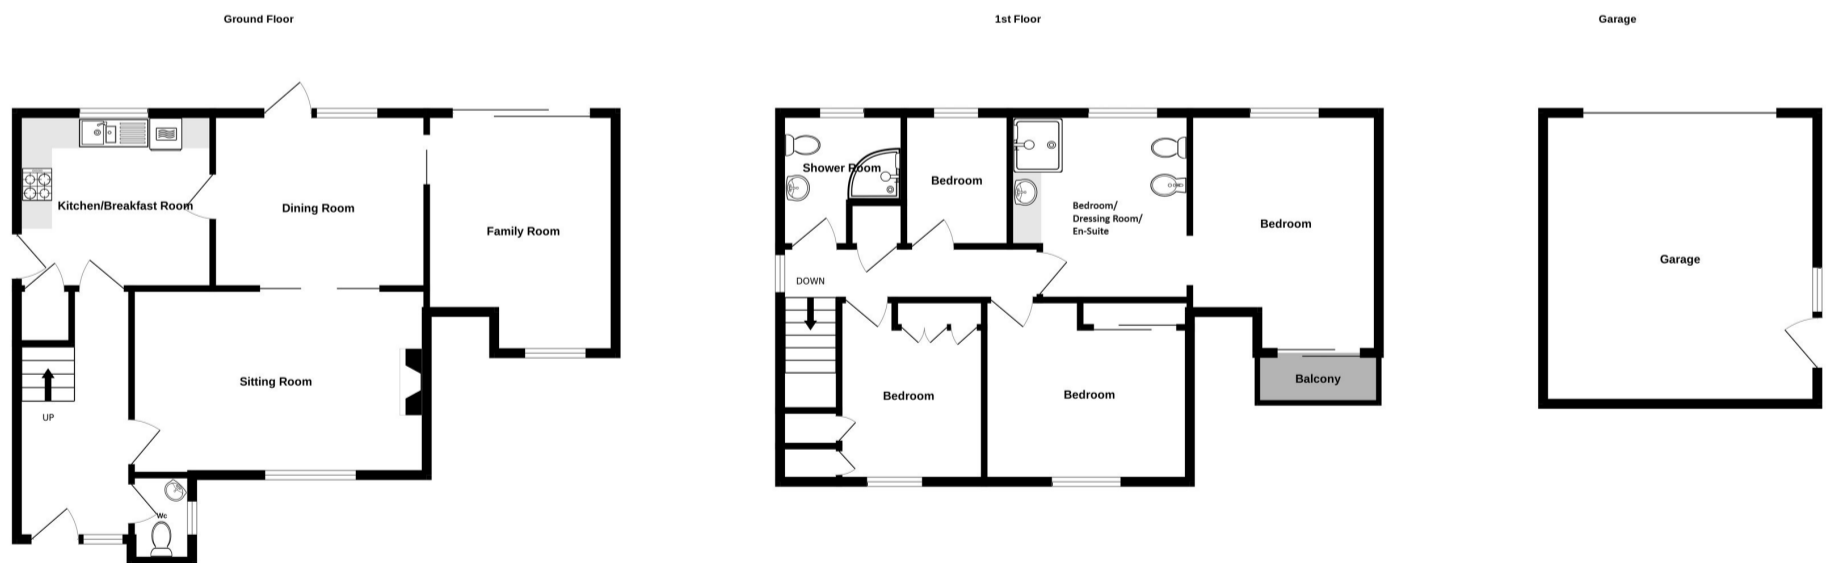 Ground Floor
1st Floor
Garage
Kitchen/Breakfast Room
Dining Room
Family Room
Sitting Room
UP
Wc
Shower Room
Bedroom
Bedroom/
Dressing Room/
En-Suite
Bedroom
DOWN
Bedroom
Bedroom
Balcony
Garage